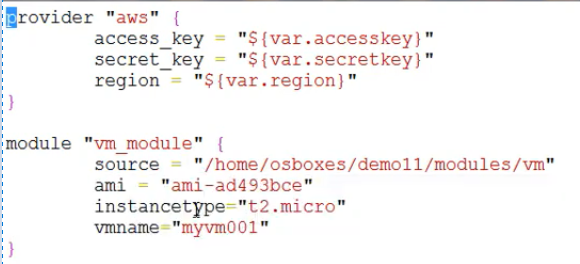 provider "aws" {
access_key = "${var.accesskey}"
secret_key = "${var.secretkey}"
region = "${var.region}"
}
module "vm_module" {
source = "/home/osboxes/demo11/modules/vm"
ami = "ami-ad493bce"
instancetype="t2.micro"
vmname="myvm001"
}